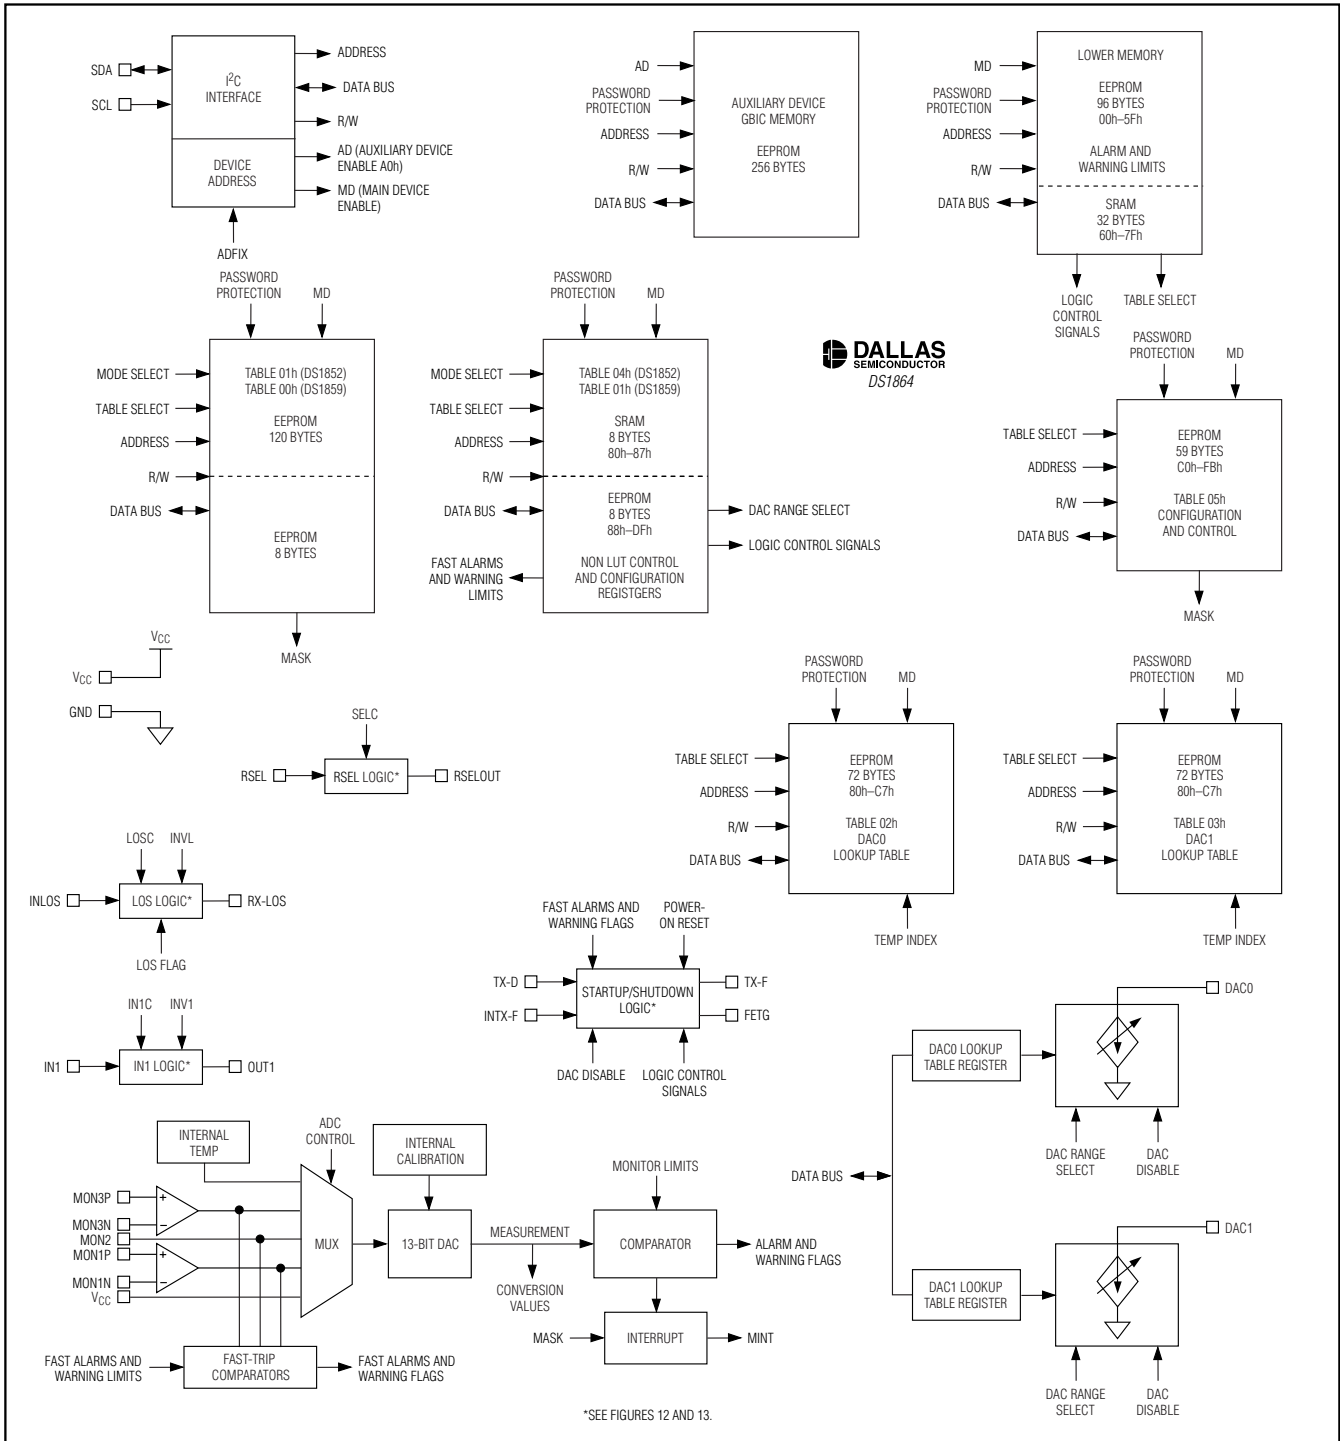 SDA
SCL
I²C
INTERFACE
DEVICE
ADDRESS
ADDRESS
DATA BUS
R/W
AD (AUXILIARY DEVICE
ENABLE A0h)
MD (MAIN DEVICE
ENABLE)
ADFIX
AD
PASSWORD
PROTECTION
ADDRESS
R/W
DATA BUS
AUXILIARY DEVICE
GBIC MEMORY
EEPROM
256 BYTES
MD
PASSWORD
PROTECTION
ADDRESS
R/W
DATA BUS
LOWER MEMORY
EEPROM
96 BYTES
00h–5Fh
ALARM AND
WARNING LIMITS
SRAM
32 BYTES
60h–7Fh
LOGIC
CONTROL
SIGNALS
TABLE SELECT
PASSWORD
PROTECTION
MD
MODE SELECT
TABLE SELECT
ADDRESS
R/W
DATA BUS
TABLE 01h (DS1852)
TABLE 00h (DS1859)
EEPROM
120 BYTES
EEPROM
8 BYTES
MASK
PASSWORD
PROTECTION
MD
MODE SELECT
TABLE SELECT
ADDRESS
R/W
DATA BUS
FAST ALARMS
AND WARNING
LIMITS
TABLE 04h (DS1852)
TABLE 01h (DS1859)
SRAM
8 BYTES
80h–87h
EEPROM
8 BYTES
88h–DFh
NON LUT CONTROL
AND CONFIGURATION
REGISTGERS
DAC RANGE SELECT
LOGIC CONTROL SIGNALS
DALLAS
SEMICONDUCTOR
DS1864
PASSWORD
PROTECTION
MD
TABLE SELECT
ADDRESS
R/W
DATA BUS
EEPROM
59 BYTES
C0h–FBh
TABLE 05h
CONFIGURATION
AND CONTROL
MASK
VCC
VCC
GND
SELC
RSEL
RSEL LOGIC*
RSELOUT
PASSWORD
PROTECTION
MD
TABLE SELECT
ADDRESS
R/W
DATA BUS
EEPROM
72 BYTES
80h–C7h
TABLE 02h
DAC0
LOOKUP TABLE
TEMP INDEX
PASSWORD
PROTECTION
MD
TABLE SELECT
ADDRESS
R/W
DATA BUS
EEPROM
72 BYTES
80h–C7h
TABLE 03h
DAC1
LOOKUP TABLE
TEMP INDEX
LOSC
INVL
INLOS
LOS LOGIC*
RX-LOS
LOS FLAG
IN1C
INV1
IN1
IN1 LOGIC*
OUT1
FAST ALARMS AND
WARNING FLAGS
POWER-
ON RESET
TX-D
INTX-F
STARTUP/SHUTDOWN
LOGIC*
TX-F
FETG
DAC DISABLE
LOGIC CONTROL
SIGNALS
DAC0
DAC0 LOOKUP
TABLE REGISTER
DAC RANGE
SELECT
DAC
DISABLE
DATA BUS
DAC1
DAC1 LOOKUP
TABLE REGISTER
DAC RANGE
SELECT
DAC
DISABLE
INTERNAL
TEMP
ADC
CONTROL
INTERNAL
CALIBRATION
MON3P
MON3N
MON2
MON1P
MON1N
VCC
+
−
+
−
MUX
13-BIT DAC
MEASUREMENT
CONVERSION
VALUES
MONITOR LIMITS
COMPARATOR
ALARM AND
WARNING FLAGS
MASK
INTERRUPT
MINT
FAST ALARMS AND
WARNING LIMITS
FAST-TRIP
COMPARATORS
FAST ALARMS AND
WARNING FLAGS
*SEE FIGURES 12 AND 13.